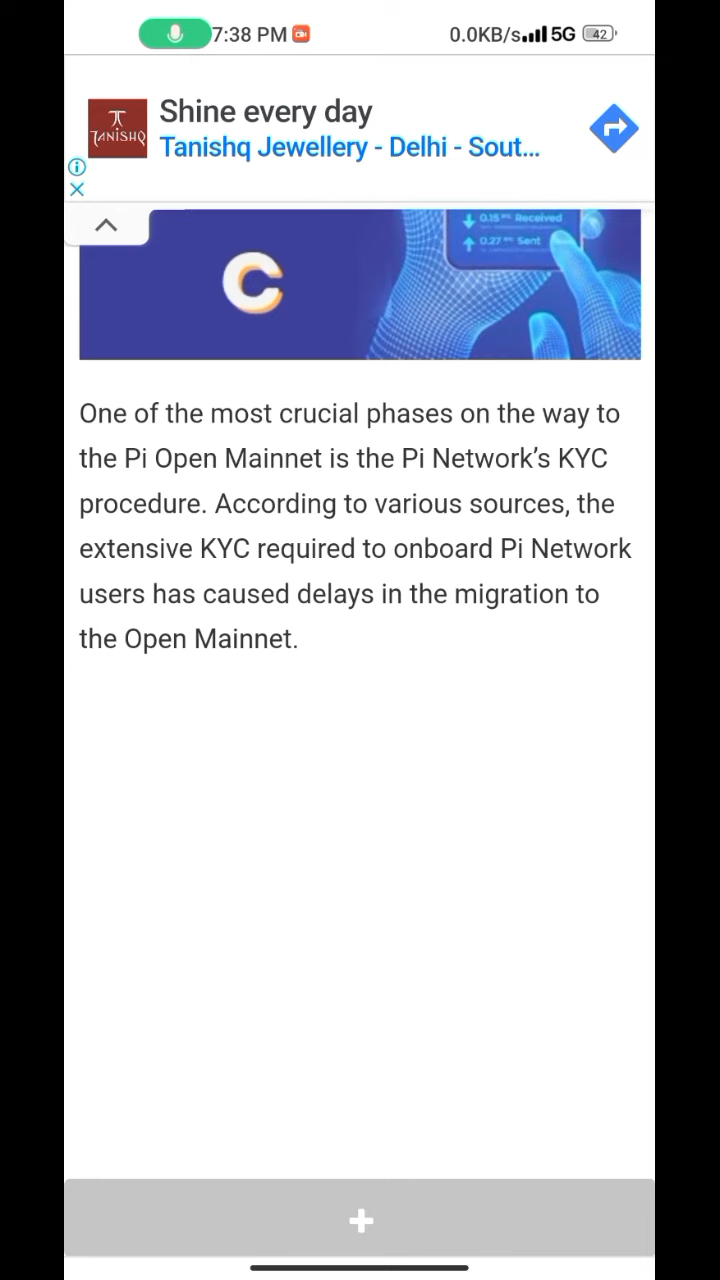 7:38 PM 0.0KB/s 5G 42
Shine every day
TANISHQ
Tanishq Jewellery - Delhi - Sout...
0.15 Received
0.27 Sent
C
One of the most crucial phases on the way to
the Pi Open Mainnet is the Pi Network’s KYC
procedure. According to various sources, the
extensive KYC required to onboard Pi Network
users has caused delays in the migration to
the Open Mainnet.